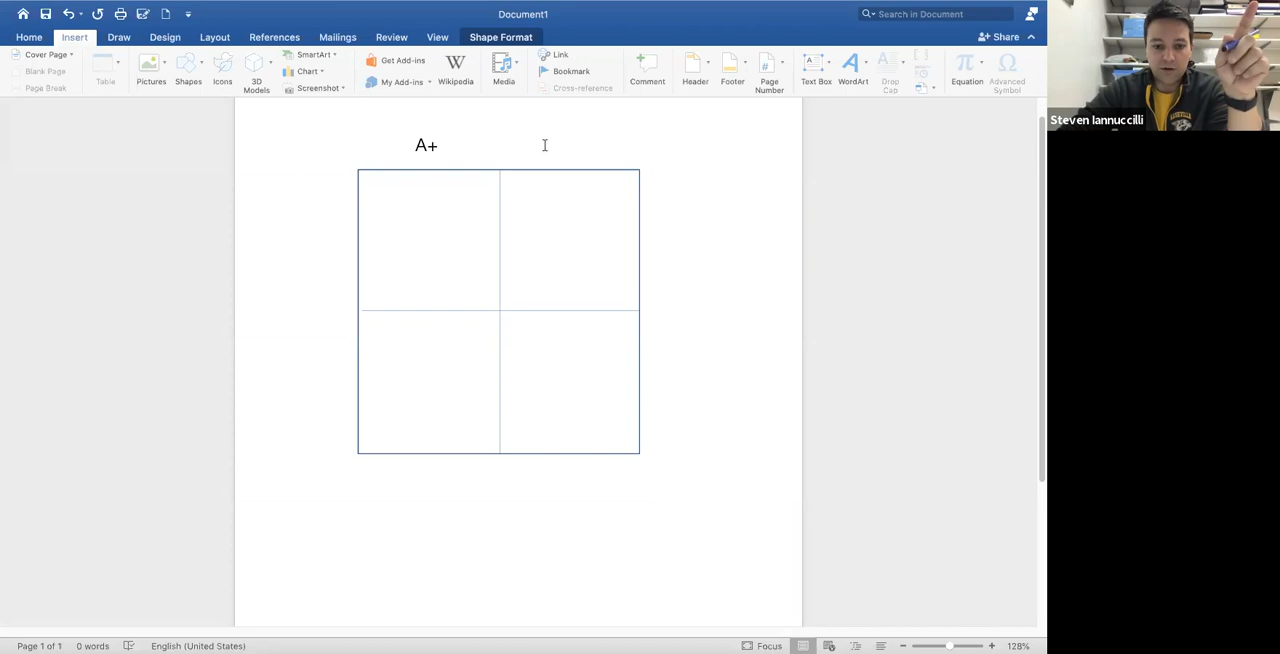 Document1
Search in Document
Home Insert Draw Design Layout References Mailings Review View Shape Format Share
Cover Page
Blank Page
Page Break
Table
Pictures
Shapes
Icons
3D
Models
SmartArt
Chart
Screenshot
Get Add-ins
My Add-ins
W
Wikipedia
Media
Link
Bookmark
Cross-reference
Comment
Header
Footer
#
Page
Number
A
Text Box
A
WordArt
A
Drop
Cap
π
Equation
Ω
Advanced
Symbol
Steven Iannuccilli
A+
Page 1 of 1 0 words English (United States) Focus 128%